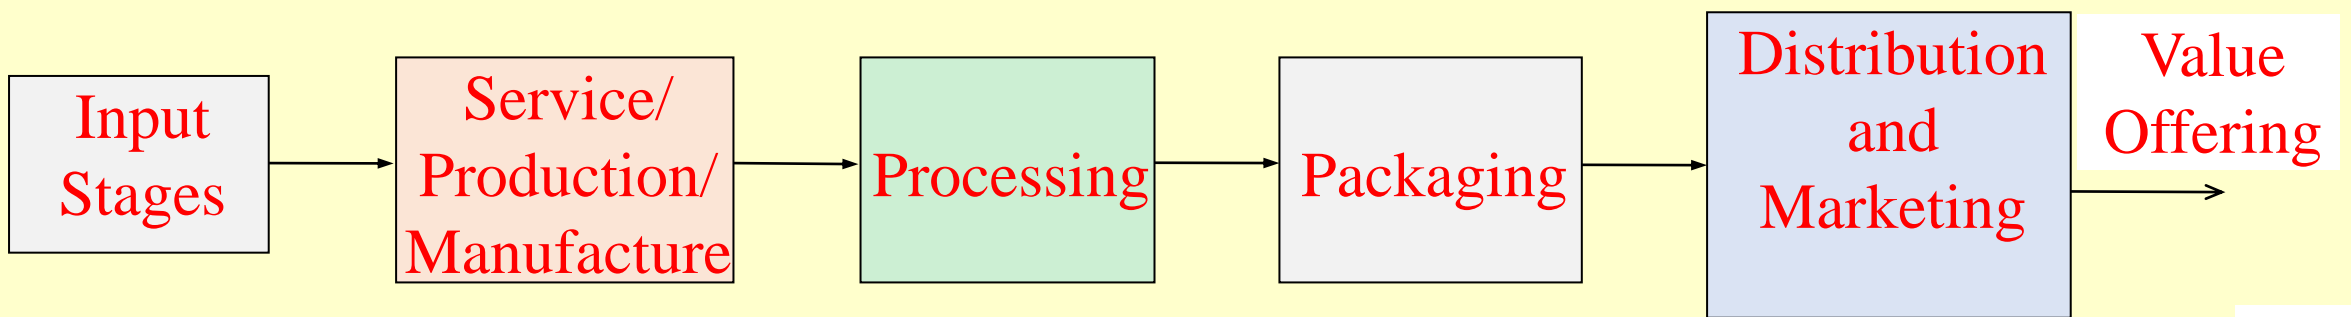 Input
Stages
Service/
Production/
Manufacture
Processing
Packaging
Distribution
and
Marketing
Value
Offering